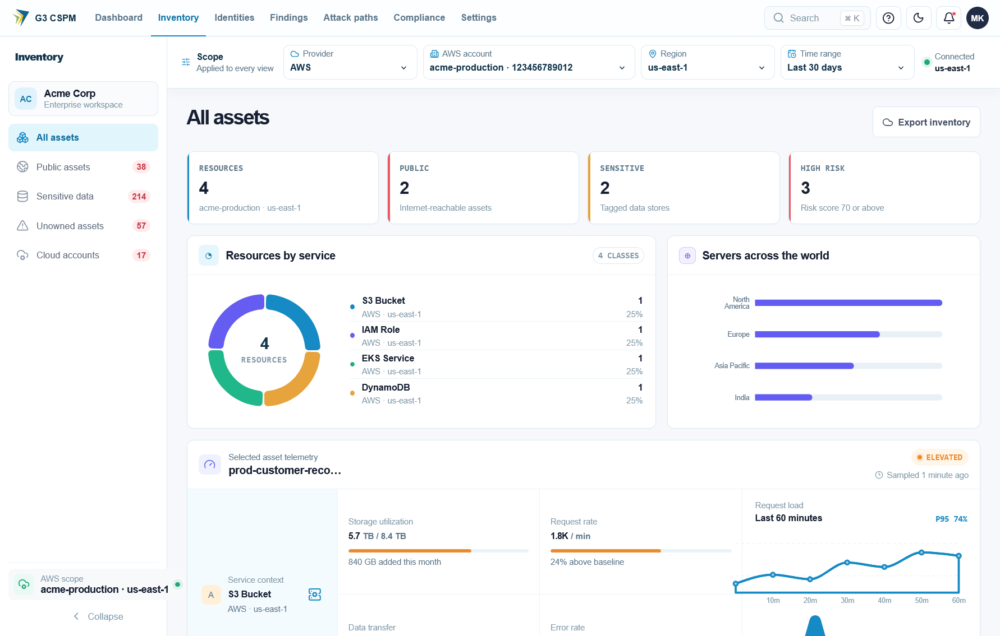 G3 CSPM
Dashboard
Inventory
Identities
Findings
Attack paths
Compliance
Settings
Search
⌘ K
MK
Inventory
AC
Acme Corp
Enterprise workspace
All assets
Public assets
38
Sensitive data
214
Unowned assets
57
Cloud accounts
17
AWS scope
acme-production · us-east-1
Collapse
Scope
Applied to every view
Provider
AWS
AWS account
acme-production · 123456789012
Region
us-east-1
Time range
Last 30 days
Connected
us-east-1
All assets
Export inventory
RESOURCES
4
acme-production · us-east-1
PUBLIC
2
Internet-reachable assets
SENSITIVE
2
Tagged data stores
HIGH RISK
3
Risk score 70 or above
Resources by service
4 CLASSES
4
RESOURCES
S3 Bucket
1
AWS · us-east-1
25%
IAM Role
1
AWS · us-east-1
25%
EKS Service
1
AWS · us-east-1
25%
DynamoDB
1
AWS · us-east-1
25%
Servers across the world
North
America
Europe
Asia Pacific
India
Selected asset telemetry
prod-customer-reco…
ELEVATED
Sampled 1 minute ago
A
Service context
S3 Bucket
AWS · us-east-1
Storage utilization
5.7 TB / 8.4 TB
840 GB added this month
Request rate
1.8K / min
24% above baseline
Data transfer
Error rate
Request load
Last 60 minutes
P95 74%
10m
20m
30m
40m
50m
60m